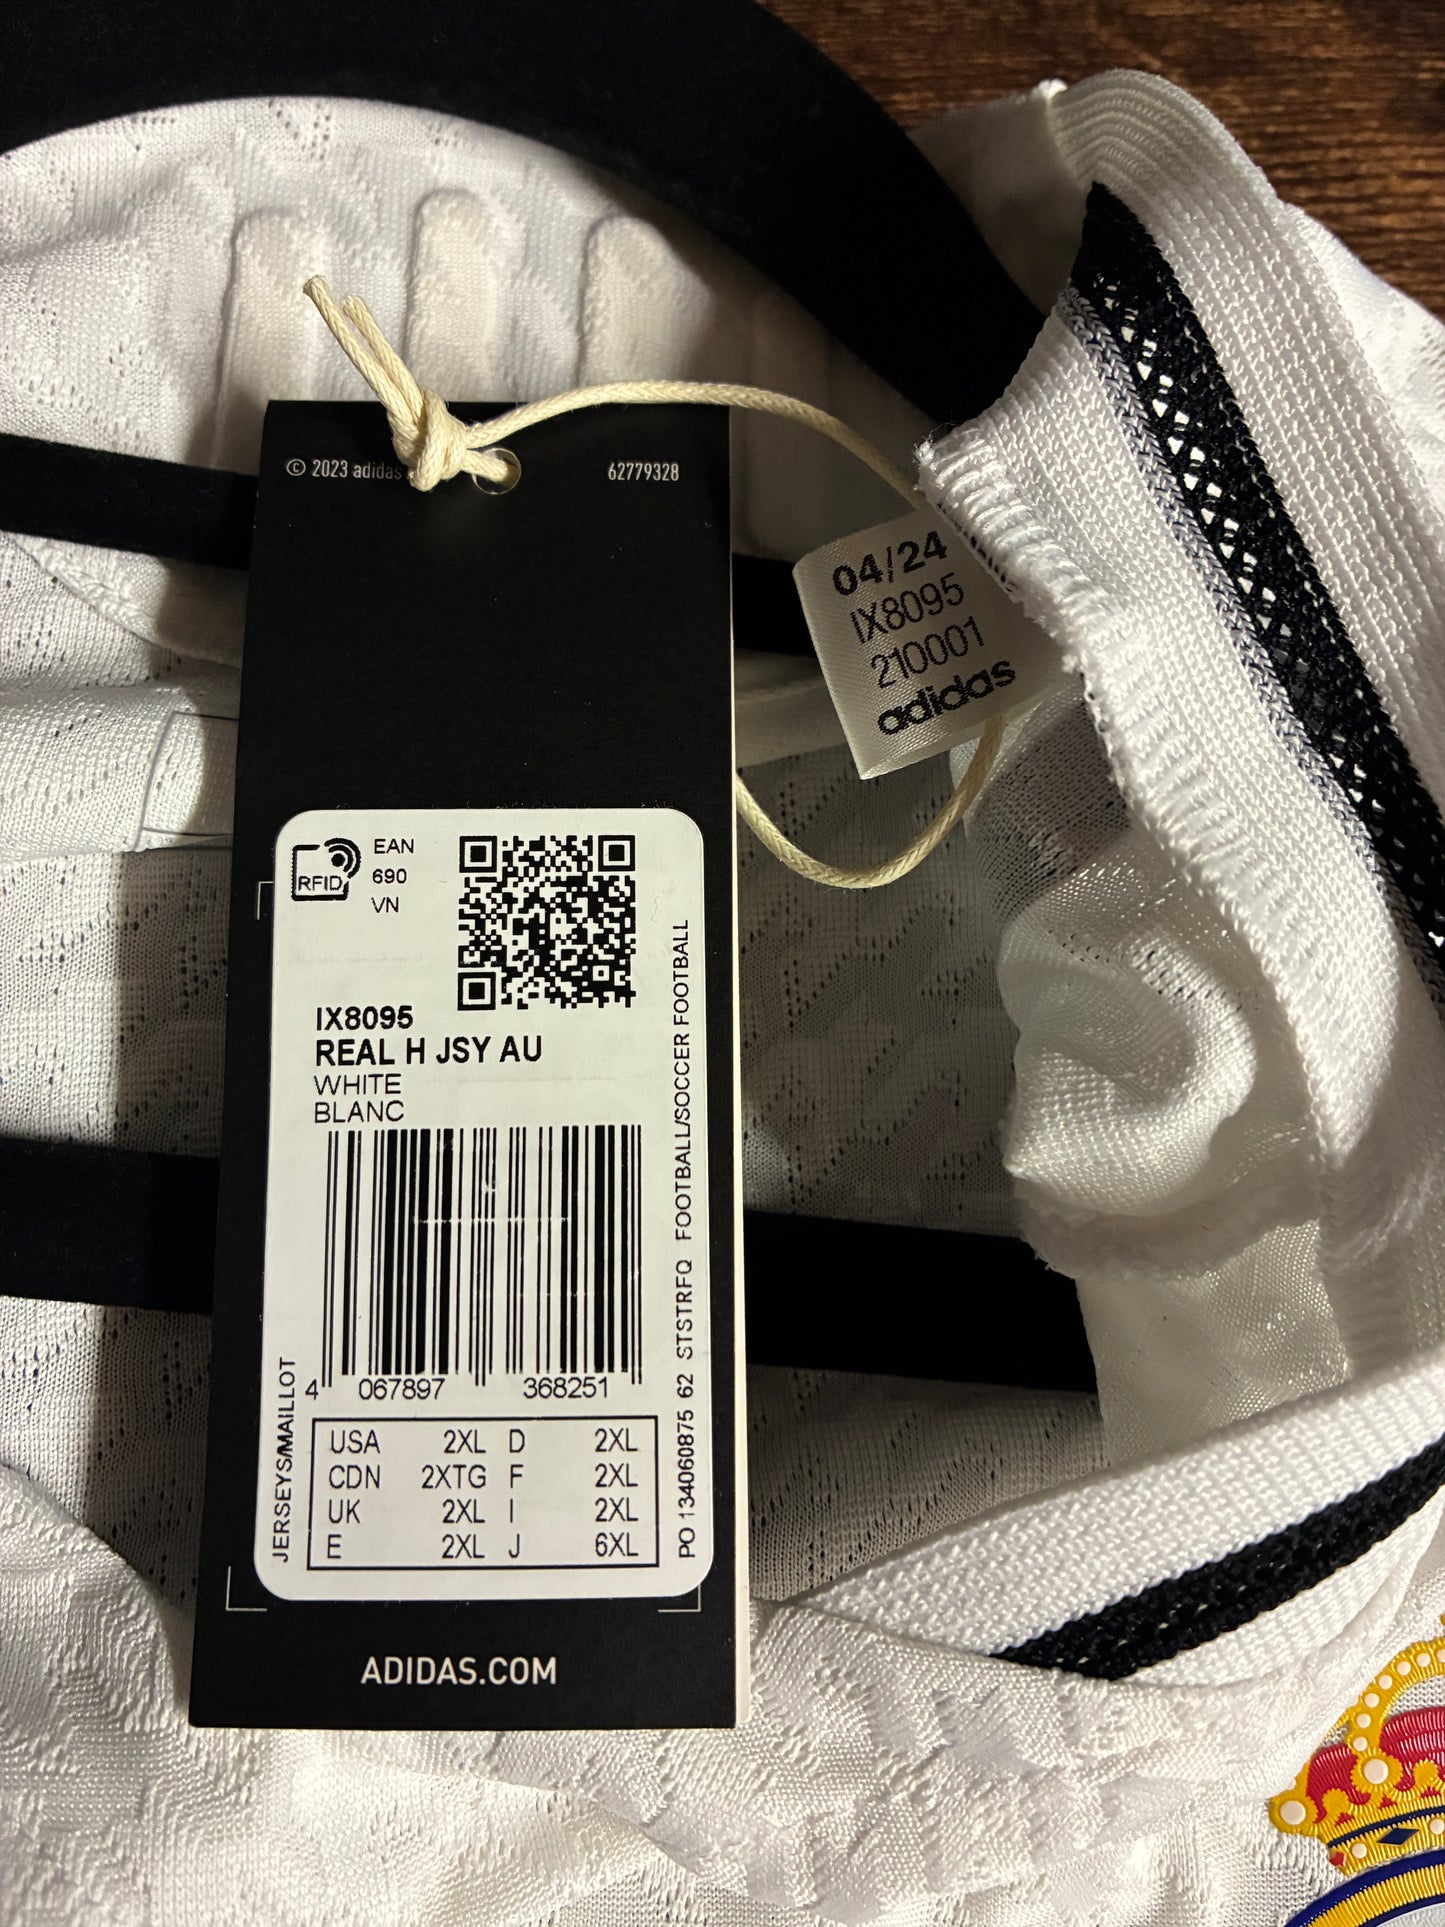 © 2023 adidas
62779328
04/24
IX8095
210001
adidas
RFID
EAN
690
VN
IX8095
REAL H JSY AU
WHITE
BLANC
4 067897 368251
JERSEYS/MAILLOT
PO 134060875 62 STSTRFQ FOOTBALL/SOCCER FOOTBALL
USA 2XL D 2XL
CDN 2XTG F 2XL
UK 2XL I 2XL
E 2XL J 6XL
ADIDAS.COM